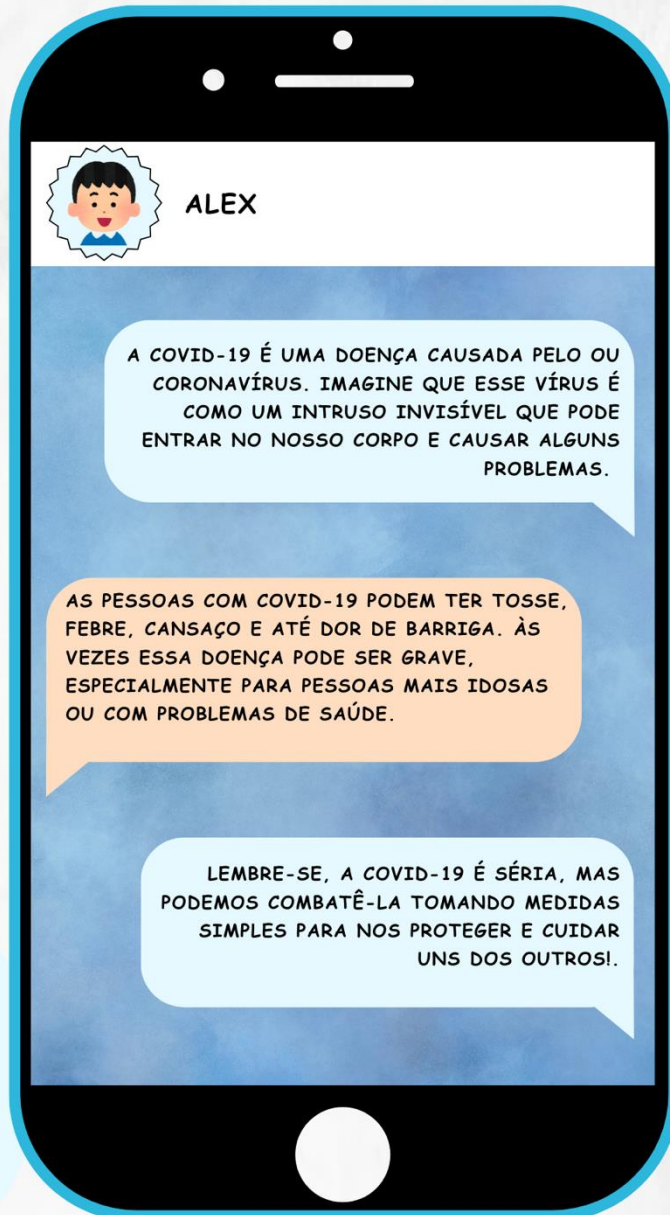 ALEX
A COVID-19 É UMA DOENÇA CAUSADA PELO OU
CORONAVÍRUS. IMAGINE QUE ESSE VÍRUS É
COMO UM INTRUSO INVISÍVEL QUE PODE
ENTRAR NO NOSSO CORPO E CAUSAR ALGUNS
PROBLEMAS.
AS PESSOAS COM COVID-19 PODEM TER TOSSE,
FEBRE, CANSAÇO E ATÉ DOR DE BARRIGA. ÀS
VEZES ESSA DOENÇA PODE SER GRAVE,
ESPECIALMENTE PARA PESSOAS MAIS IDOSAS
OU COM PROBLEMAS DE SAÚDE.
LEMBRE-SE, A COVID-19 É SÉRIA, MAS
PODEMOS COMBATÊ-LA TOMANDO MEDIDAS
SIMPLES PARA NOS PROTEGER E CUIDAR
UNS DOS OUTROS!.